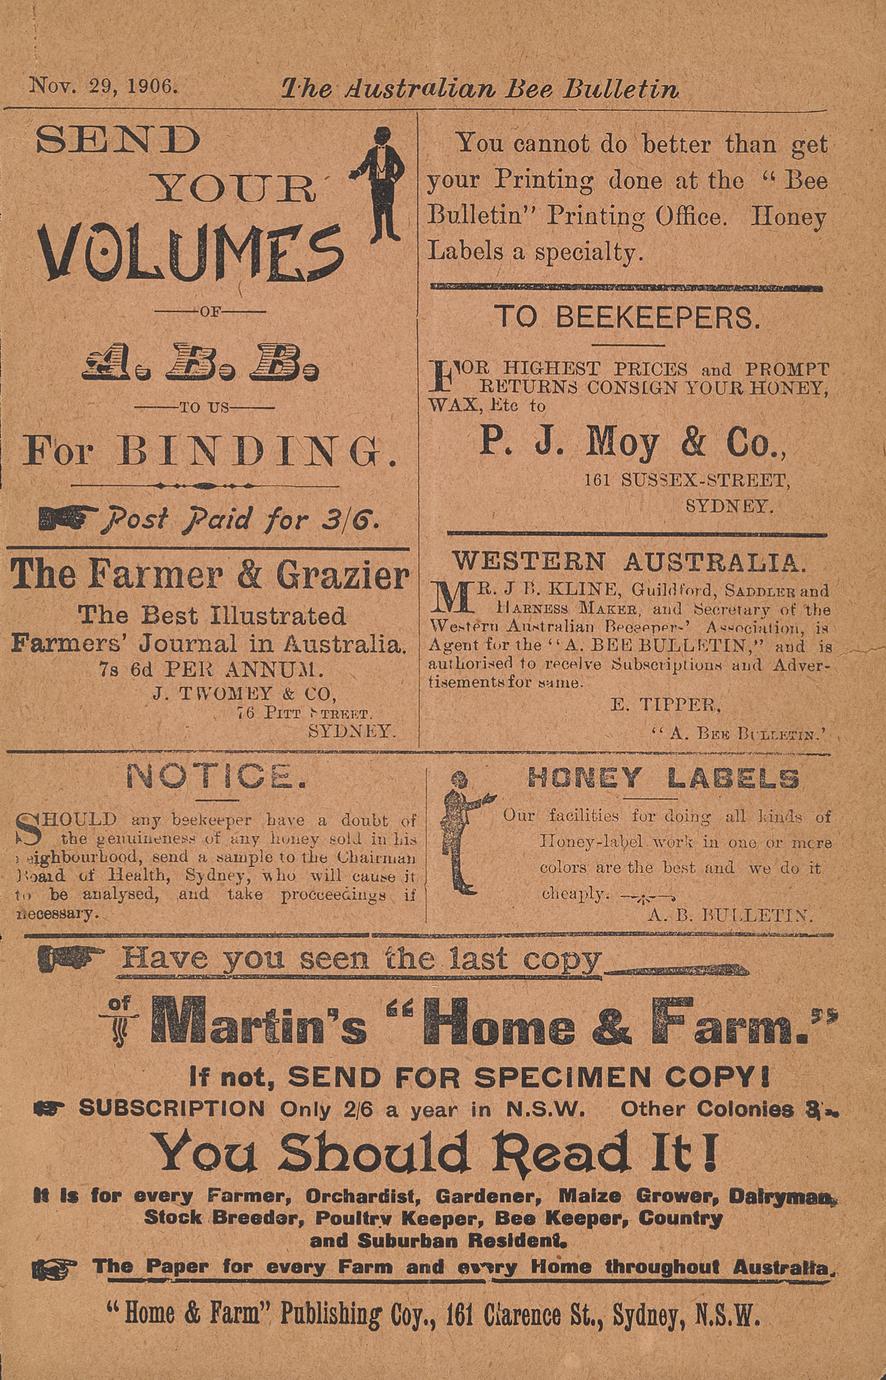 Nov. 29, 1906.
The Australian Bee Bulletin
SEND
YOUR
VOLUMES
OF
A. B. B.
TO US
For BINDING.
Post Paid for 3/6.
The Farmer & Grazier
The Best Illustrated
Farmers' Journal in Australia.
7s 6d PER ANNUM.
J. TWOMEY & CO,
76 PITT STREET.
SYDNEY.
You cannot do better than get
your Printing done at the “ Bee
Bulletin” Printing Office. Honey
Labels a specialty.
TO BEEKEEPERS.
FOR HIGHEST PRICES and PROMPT
RETURNS CONSIGN YOUR HONEY,
WAX, Etc to
P. J. Moy & Co.,
161 SUSSEX-STREET,
SYDNEY.
WESTERN AUSTRALIA.
MR. J B. KLINE, Guildford, SADDLER and
HARNESS MAKER, and Secretary of the
Western Australian Beekeepers' Association, is
Agent for the “A. BEE BULLETIN,” and is
authorised to receive Subscriptions and Adver-
tisements for same.
E. TIPPER,
“ A. BEE BULLETIN.'
NOTICE.
SHOULD any beekeeper have a doubt of
the genuineness of any honey sold in his
neighbourhood, send a sample to the Chairman
Board of Health, Sydney, who will cause it
to be analysed, and take procceedings if
necessary.
HONEY LABELS
Our facilities for doing all kinds of
Honey-label work in one or more
colors are the best and we do it
cheaply.
A. B. BULLETIN.
Have you seen the last copy
of Martin's “Home & Farm.”
If not, SEND FOR SPECIMEN COPY!
SUBSCRIPTION Only 2/6 a year in N.S.W. Other Colonies
You Should Read It!
It is for every Farmer, Orchardist, Gardener, Maize Grower, Dairyman,
Stock Breeder, Poultry Keeper, Bee Keeper, Country
and Suburban Resident.
The Paper for every Farm and every Home throughout Australia.
“Home & Farm” Publishing Coy., 161 Clarence St., Sydney, N.S.W.